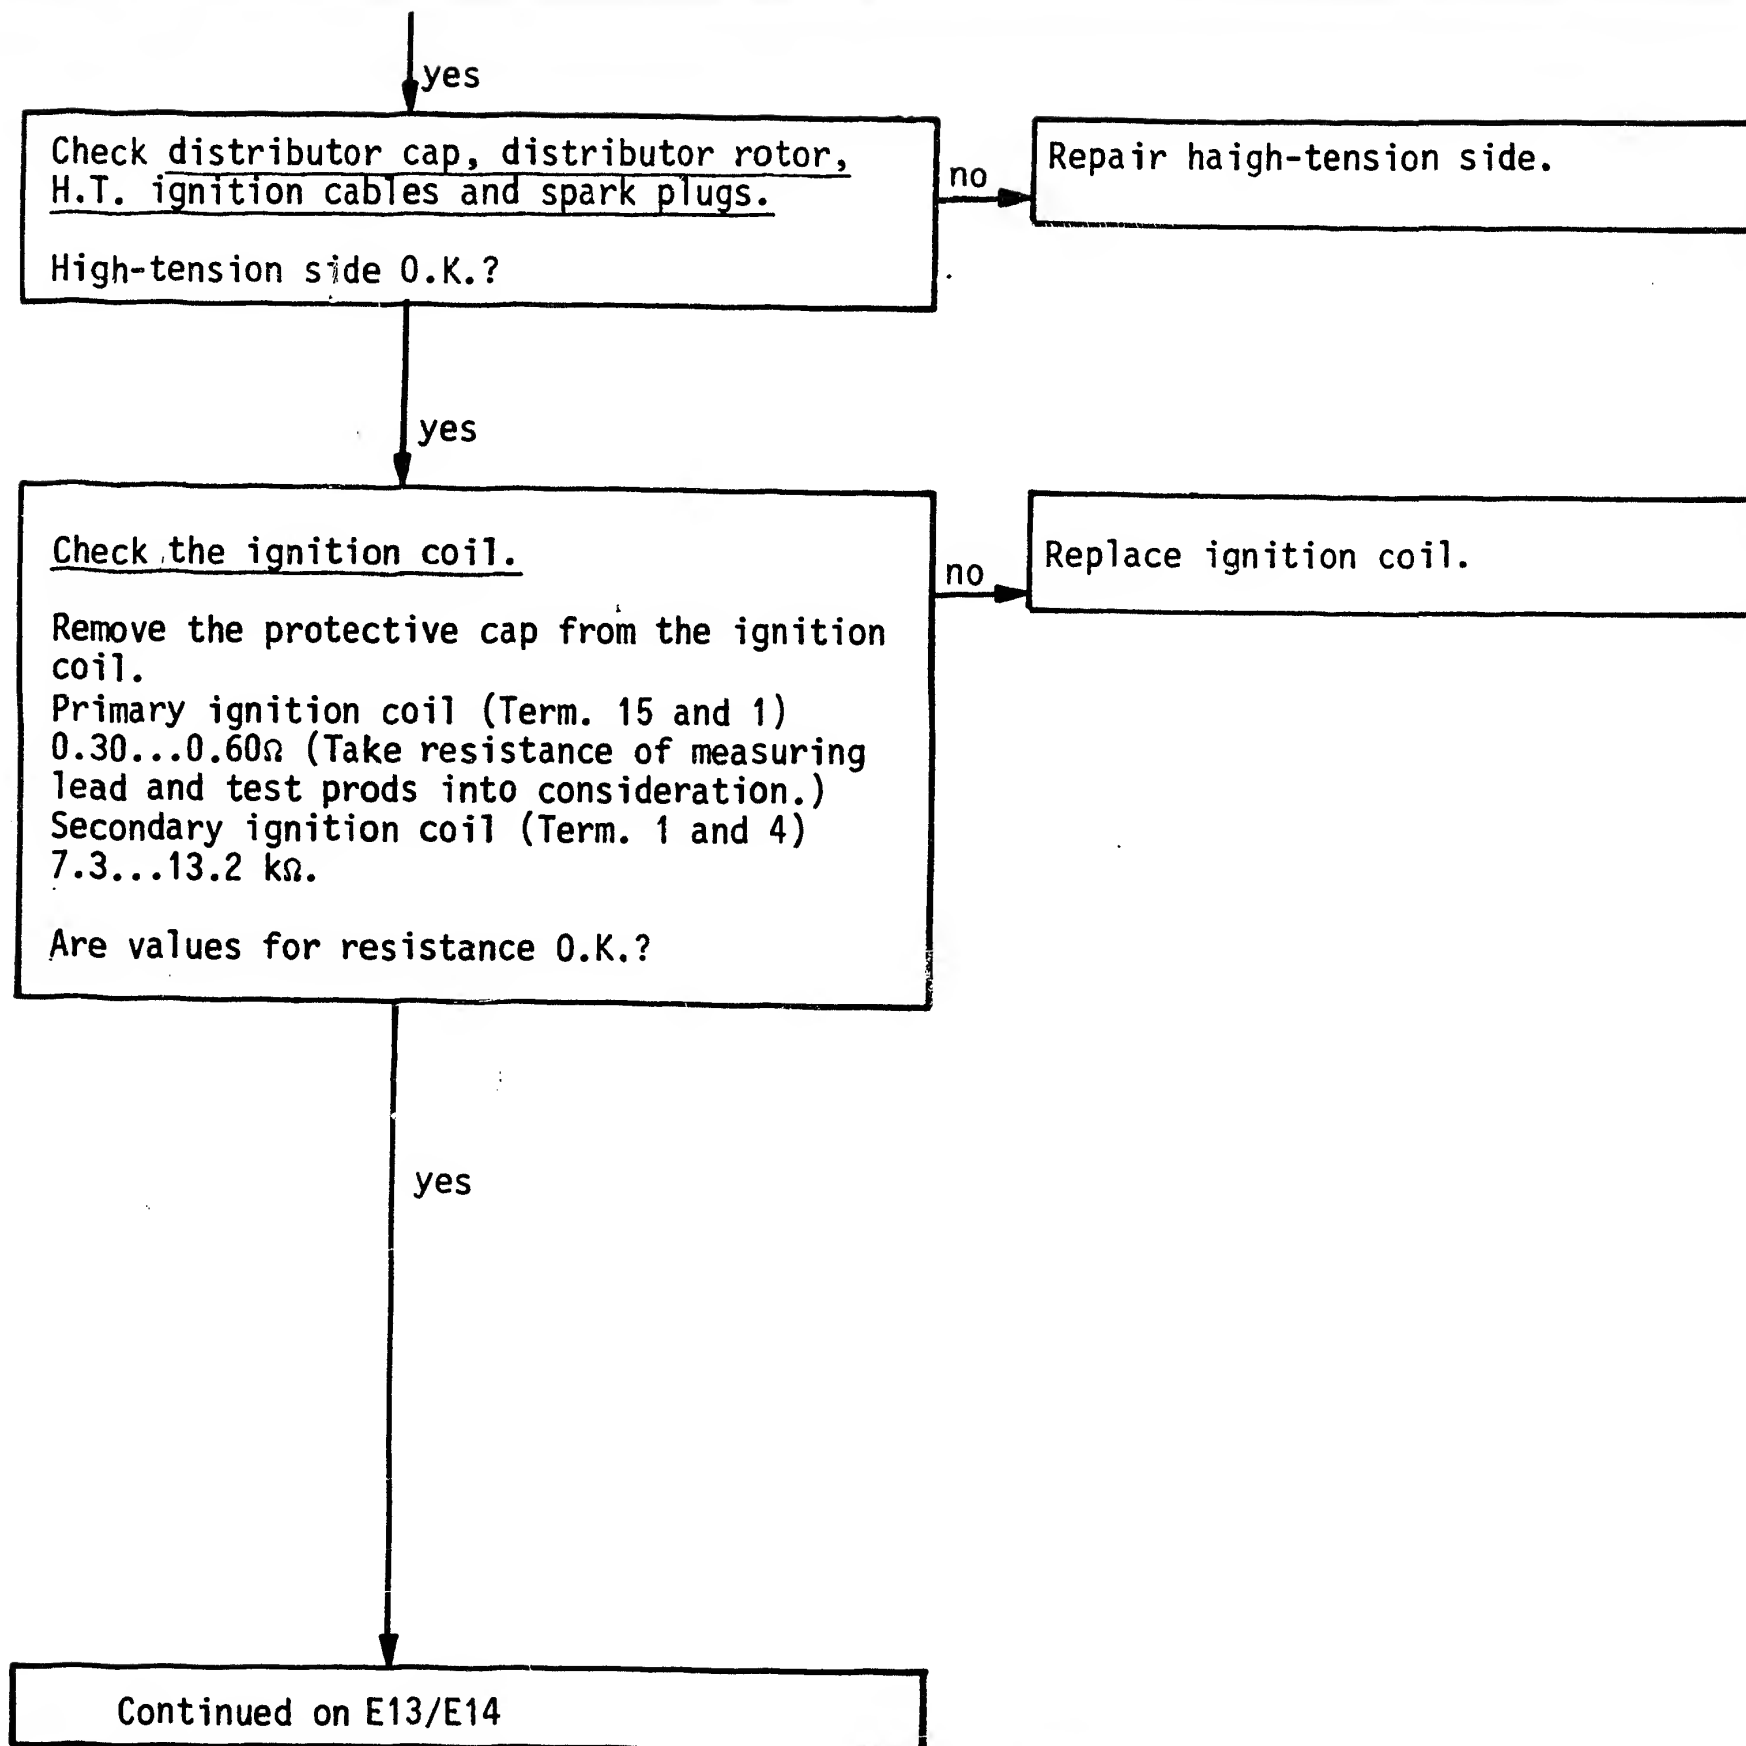 yes
Check distributor cap, distributor rotor,
H.T. ignition cables and spark plugs.
High-tension side O.K.?
no
Repair haigh-tension side.
yes
Check the ignition coil.
Remove the protective cap from the ignition
coil.
Primary ignition coil (Term. 15 and 1)
0.30...0.60Ω (Take resistance of measuring
lead and test prods into consideration.)
Secondary ignition coil (Term. 1 and 4)
7.3...13.2 kΩ.
Are values for resistance O.K.?
no
Replace ignition coil.
yes
Continued on E13/E14